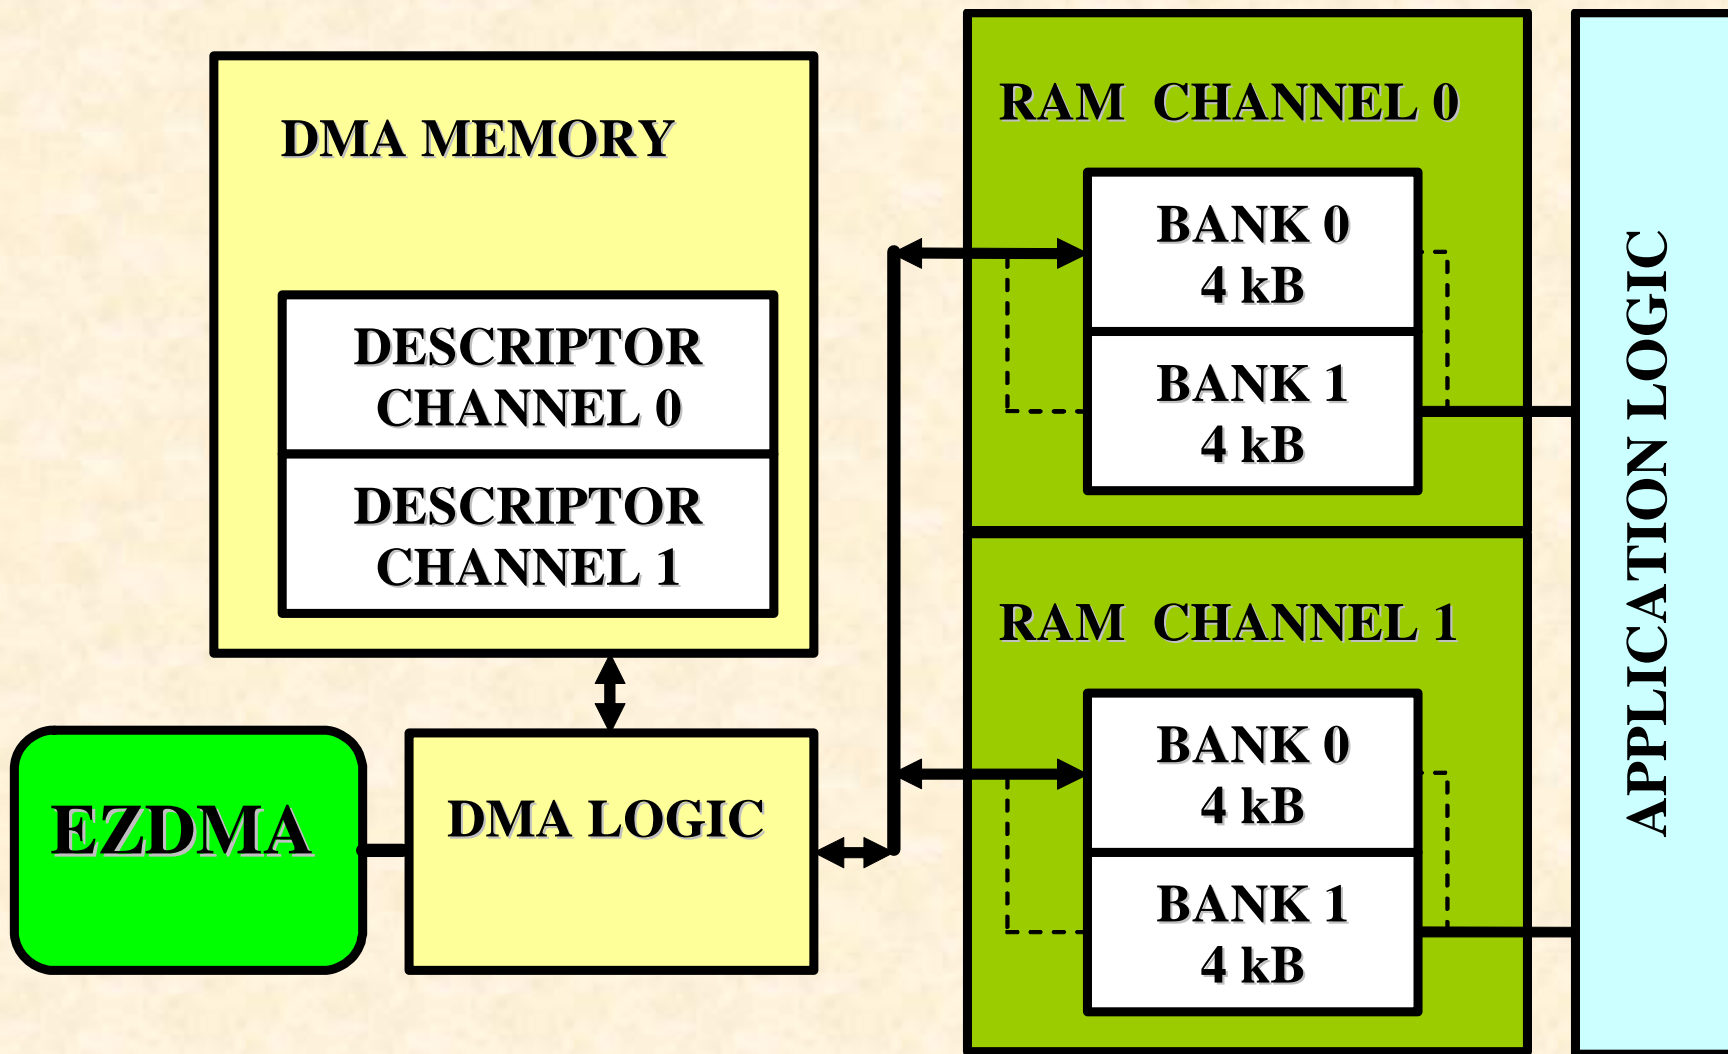 DMA MEMORY
DESCRIPTOR
CHANNEL 0
DESCRIPTOR
CHANNEL 1
EZDMA
DMA LOGIC
RAM CHANNEL 0
BANK 0
4 kB
BANK 1
4 kB
RAM CHANNEL 1
BANK 0
4 kB
BANK 1
4 kB
APPLICATION LOGIC